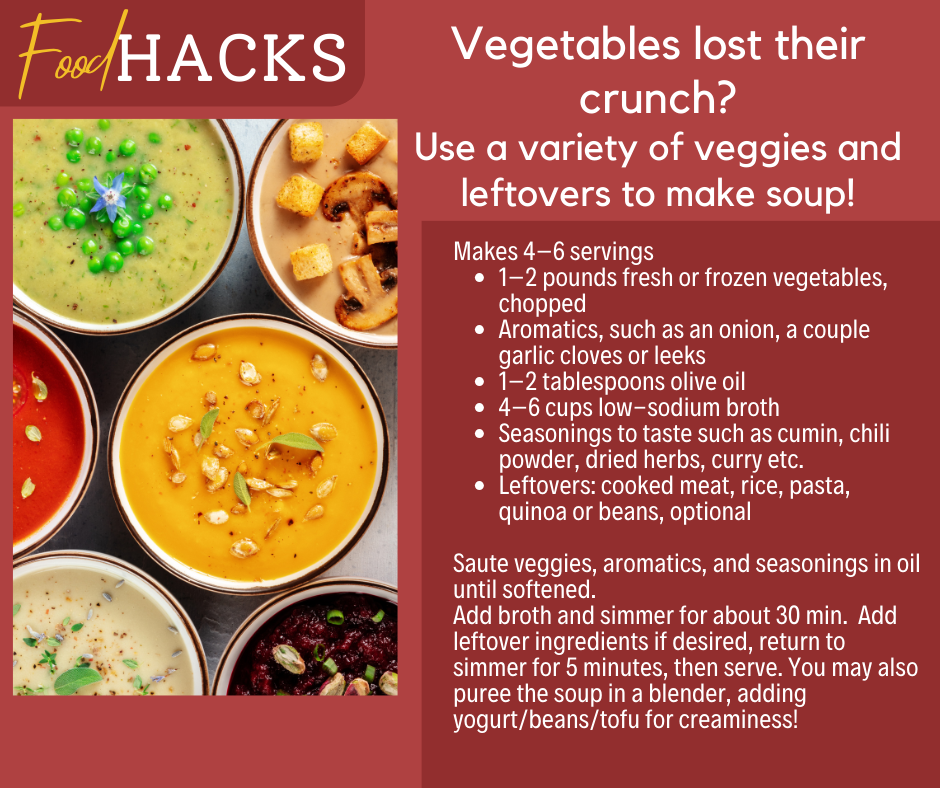 Food HACKS
Vegetables lost their
crunch?
Use a variety of veggies and
leftovers to make soup!
Makes 4–6 servings
• 1–2 pounds fresh or frozen vegetables,
chopped
• Aromatics, such as an onion, a couple
garlic cloves or leeks
• 1–2 tablespoons olive oil
• 4–6 cups low–sodium broth
• Seasonings to taste such as cumin, chili
powder, dried herbs, curry etc.
• Leftovers: cooked meat, rice, pasta,
quinoa or beans, optional
Saute veggies, aromatics, and seasonings in oil
until softened.
Add broth and simmer for about 30 min.  Add
leftover ingredients if desired, return to
simmer for 5 minutes, then serve. You may also
puree the soup in a blender, adding
yogurt/beans/tofu for creaminess!